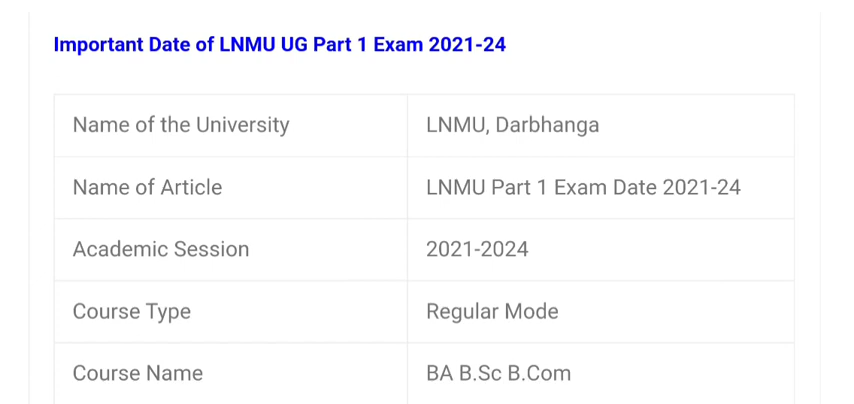 Important Date of LNMU UG Part 1 Exam 2021-24
Name of the University LNMU, Darbhanga
Name of Article LNMU Part 1 Exam Date 2021-24
Academic Session 2021-2024
Course Type Regular Mode
Course Name BA B.Sc B.Com